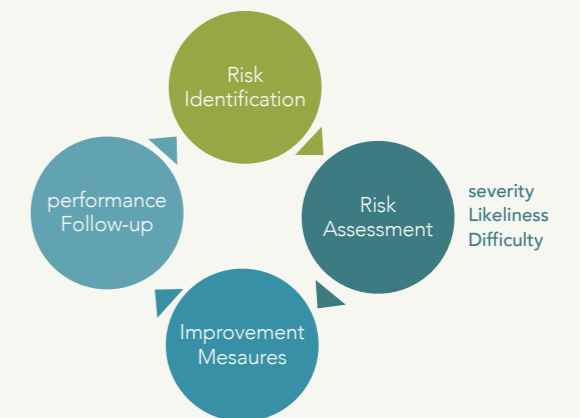 Risk
Identification
performance
Follow-up
Risk
Assessment
severity
Likeliness
Difficulty
Improvement
Mesaures